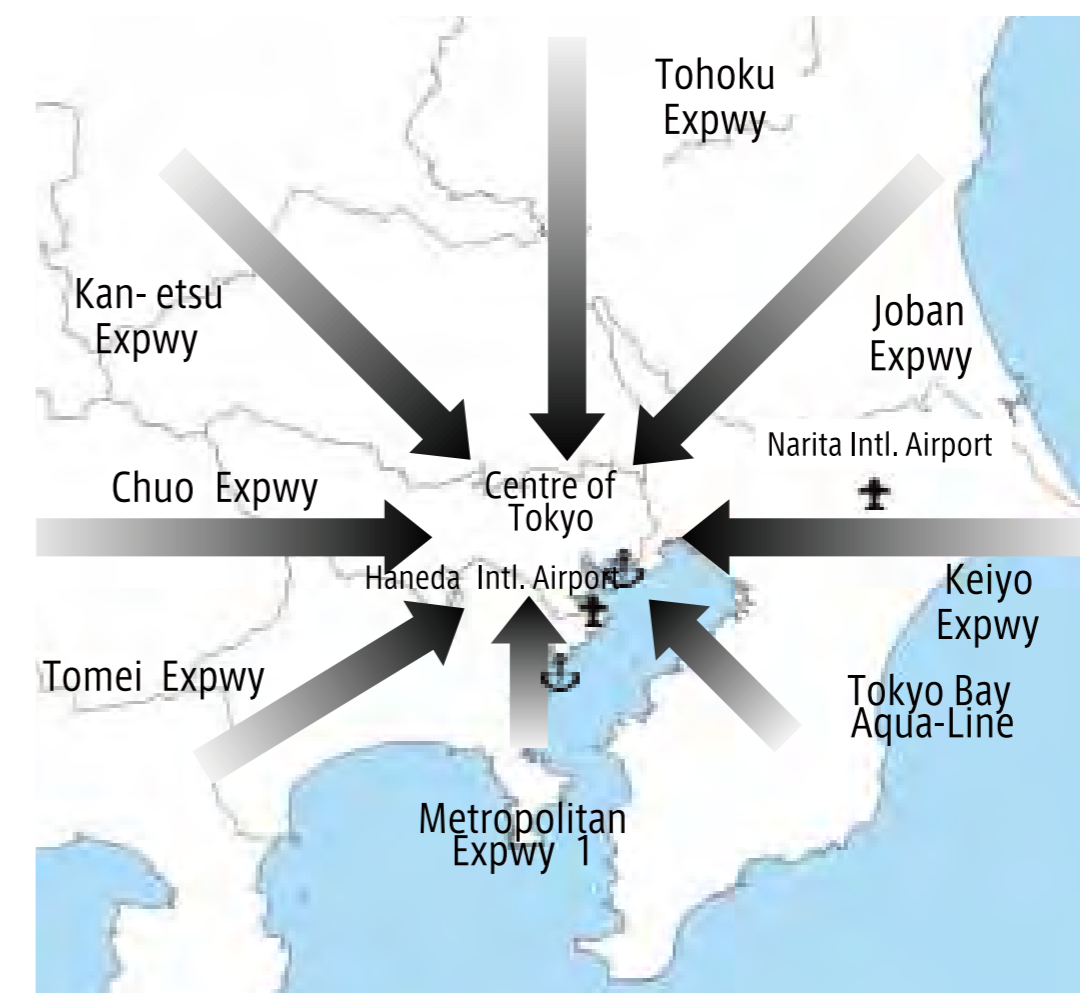 Tohoku
Expwy
Kan- etsu
Expwy
Joban
Expwy
Narita Intl. Airport
Chuo Expwy
Centre of
Tokyo
Haneda Intl. Airport
Keiyo
Expwy
Tomei Expwy
Tokyo Bay
Aqua-Line
Metropolitan
Expwy 1